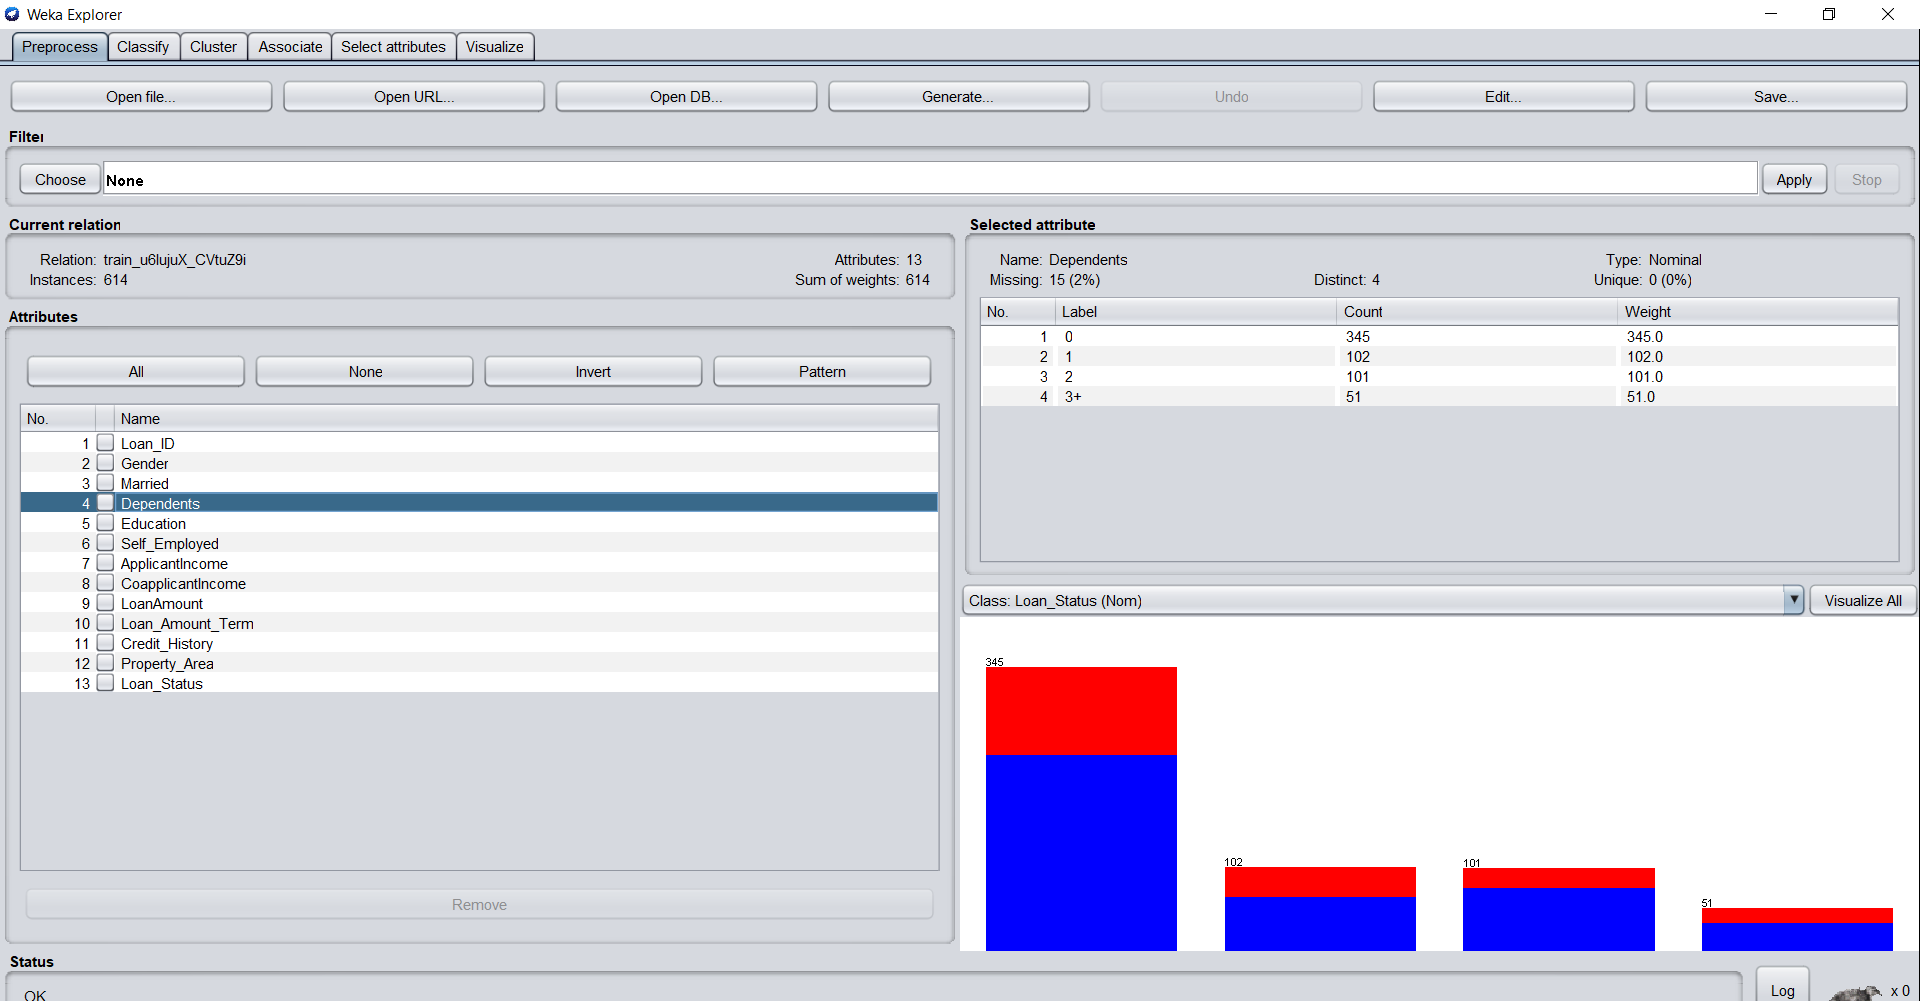 Weka Explorer
Preprocess Classify Cluster Associate Select attributes Visualize
Open file... Open URL... Open DB... Generate... Undo Edit... Save...
Filter
Choose None Apply Stop
Current relation
Relation: train_u6lujuX_CVtuZ9i Attributes: 13
Instances: 614 Sum of weights: 614
Attributes
All None Invert Pattern
No. Name
1 Loan_ID
2 Gender
3 Married
4 Dependents
5 Education
6 Self_Employed
7 ApplicantIncome
8 CoapplicantIncome
9 LoanAmount
10 Loan_Amount_Term
11 Credit_History
12 Property_Area
13 Loan_Status
Remove
Selected attribute
Name: Dependents Type: Nominal
Missing: 15 (2%) Distinct: 4 Unique: 0 (0%)
No. Label Count Weight
1 0 345 345.0
2 1 102 102.0
3 2 101 101.0
4 3+ 51 51.0
Class: Loan_Status (Nom) Visualize All
345
102
101
51
Status
OK
Log x 0